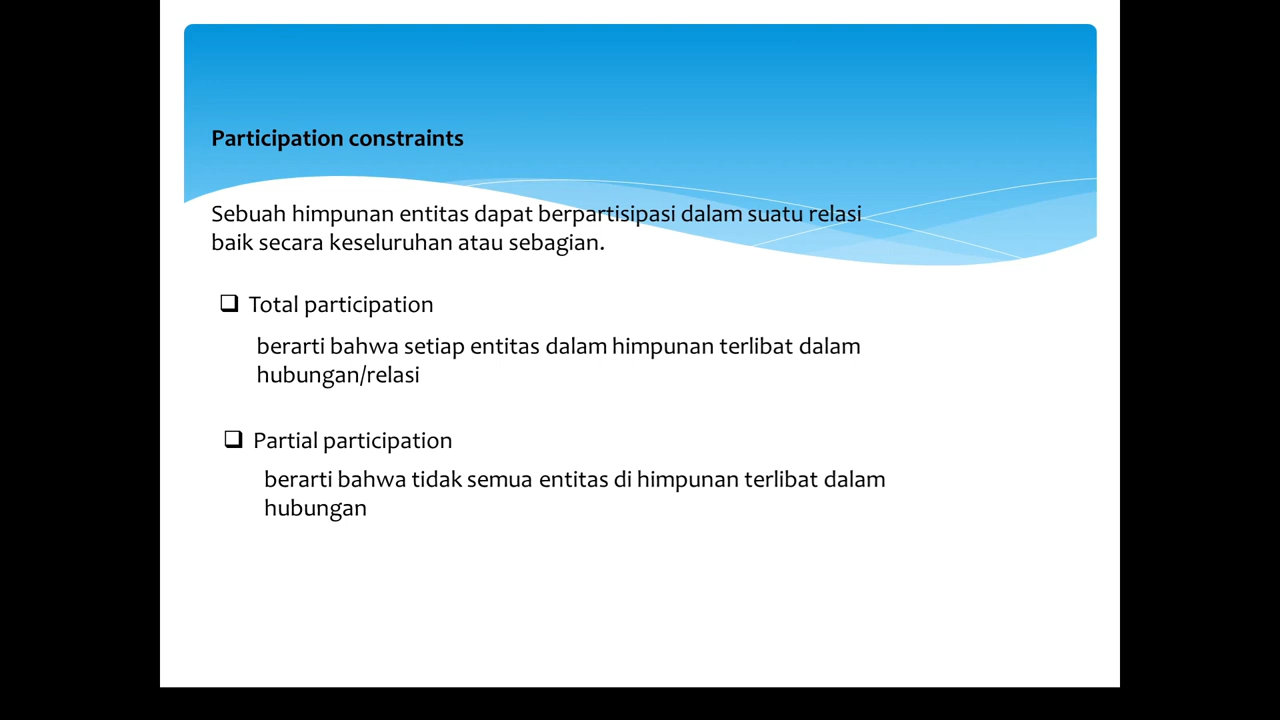 Participation constraints
Sebuah himpunan entitas dapat berpartisipasi dalam suatu relasi
baik secara keseluruhan atau sebagian.
Total participation
berarti bahwa setiap entitas dalam himpunan terlibat dalam
hubungan/relasi
Partial participation
berarti bahwa tidak semua entitas di himpunan terlibat dalam
hubungan